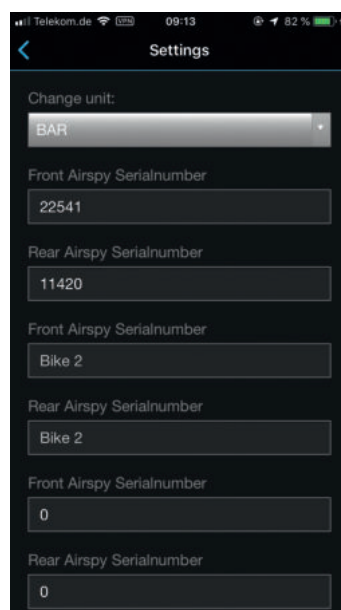 Telekom.de VPN 09:13 82 %
Settings
Change unit:
BAR
Front Airspy Serialnumber
22541
Rear Airspy Serialnumber
11420
Front Airspy Serialnumber
Bike 2
Rear Airspy Serialnumber
Bike 2
Front Airspy Serialnumber
0
Rear Airspy Serialnumber
0